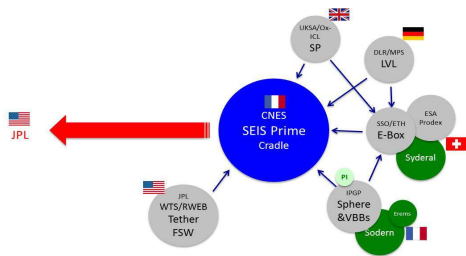 UKSA/Ox-
ICL
SP
DLR/MPS
LVL
CNES
SEIS Prime
Cradle
JPL
SSO/ETH
E-Box
ESA
Prodex
Syderal
JPL
WTS/RWEB
Tether
FSW
PI
IPGP
Sphere
&VBBs
Erems
Sodern